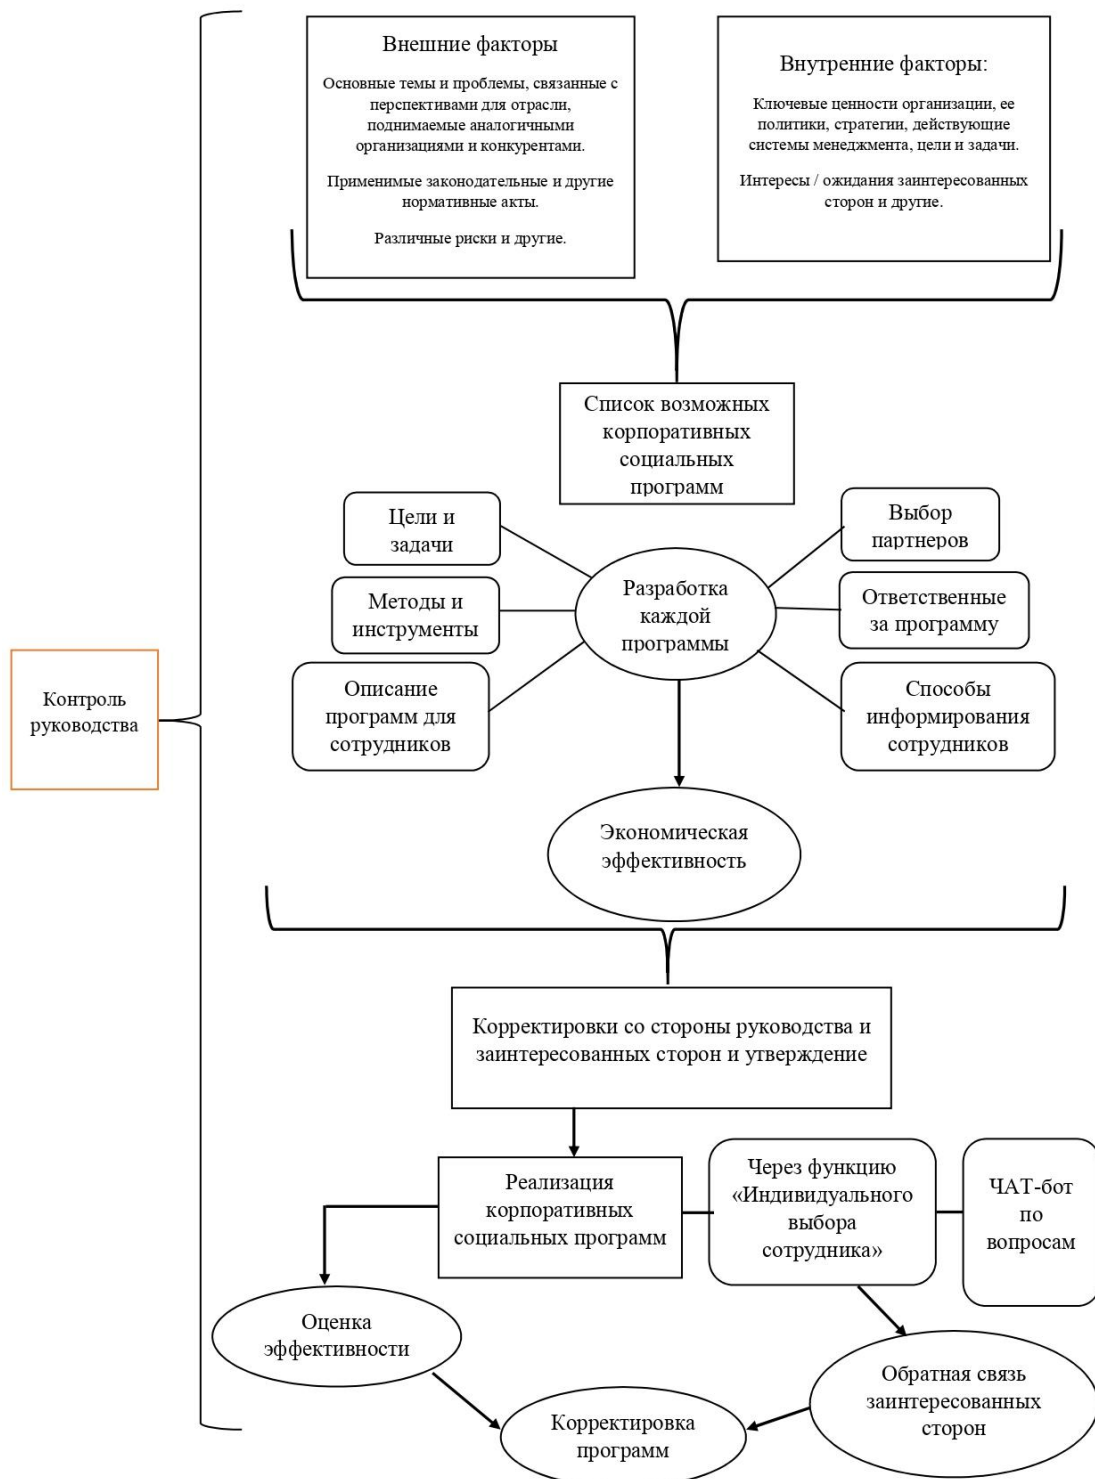 Внешние факторы
Основные темы и проблемы, связанные с
перспективами для отрасли,
поднимаемые аналогичными
организациями и конкурентами.
Применимые законодательные и другие
нормативные акты.
Различные риски и другие.
Внутренние факторы:
Ключевые ценности организации, ее
политики, стратегии, действующие
системы менеджмента, цели и задачи.
Интересы / ожидания заинтересованных
сторон и другие.
Список возможных
корпоративных
социальных
программ
Цели и
задачи
Методы и
инструменты
Описание
программ для
сотрудников
Разработка
каждой
программы
Выбор
партнеров
Ответственные
за программу
Способы
информирования
сотрудников
Контроль
руководства
Экономическая
эффективность
Корректировки со стороны руководства и
заинтересованных сторон и утверждение
Реализация
корпоративных
социальных программ
Через функцию
«Индивидуального
выбора
сотрудника»
ЧАТ-бот
по
вопросам
Оценка
эффективности
Обратная связь
заинтересованных
сторон
Корректировка
программ